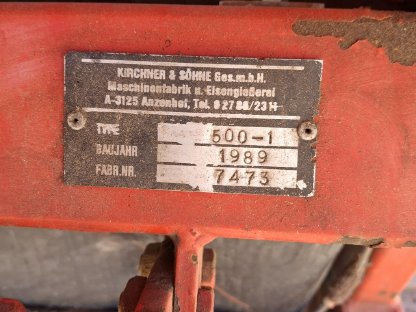 KIRCHNER & SÖHNE Ges.m.b.H.
Maschinenfabrik u. Eisengießerei
A-3125 Anzenhof, Tel. 0 27 86/23 14
TYPE 500-1
BAUJAHR 1989
FABR.NR. 7473